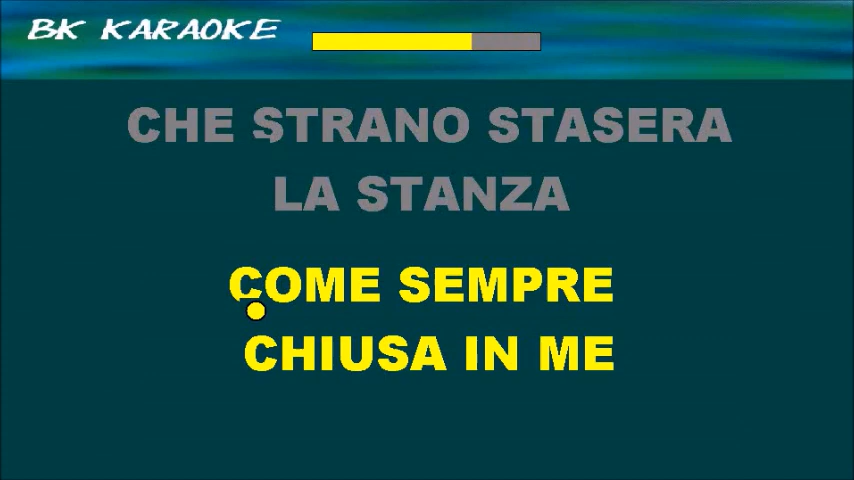 BK KARAOKE
CHE STRANO STASERA
LA STANZA
COME SEMPRE
CHIUSA IN ME